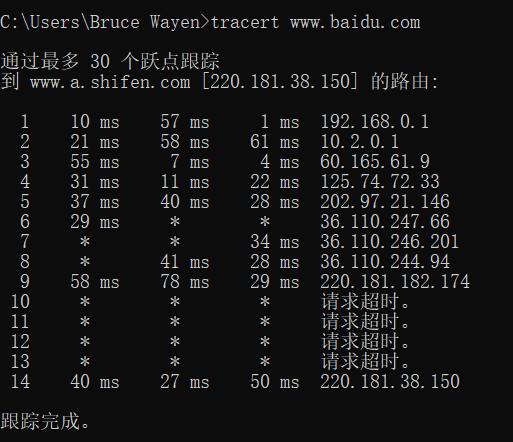 C:\Users\Bruce Wayen>tracert www.baidu.com
通过最多 30 个跃点跟踪
到 www.a.shifen.com [220.181.38.150] 的路由:
1 10 ms 57 ms 1 ms 192.168.0.1
2 21 ms 58 ms 61 ms 10.2.0.1
3 55 ms 7 ms 4 ms 60.165.61.9
4 31 ms 11 ms 22 ms 125.74.72.33
5 37 ms 40 ms 28 ms 202.97.21.146
6 29 ms * * 36.110.247.66
7 * * 34 ms 36.110.246.201
8 * 41 ms 28 ms 36.110.244.94
9 58 ms 78 ms 29 ms 220.181.182.174
10 * * * 请求超时。
11 * * * 请求超时。
12 * * * 请求超时。
13 * * * 请求超时。
14 40 ms 27 ms 50 ms 220.181.38.150
跟踪完成。